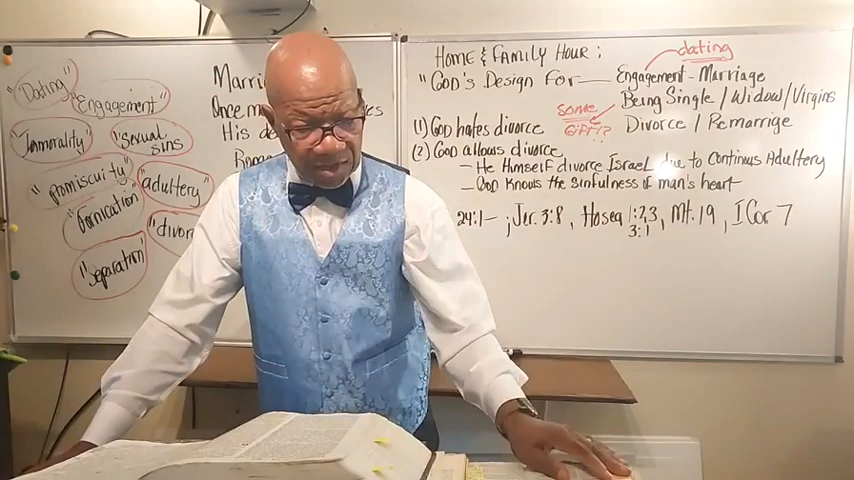 "Dating"
"Engagement"
"Immorality"
"Sexual
sins
"promiscuity"
"adultery"
"fornication"
"divor
"separation"
Marri
Once m
His de
Roma
HOME & FAMILY HOUR :
dating
"GOD'S DESIGN FOR — Engagement - Marriage
Being Single / Widow / Virgins
Some
GIFT!?
Divorce / Remarriage
(1) GOD hates divorce
(2) GOD allows divorce
- He Himself divorce Israel due to Continuos Adultery
- GOD Knows the sinfulness of man's heart
24:1- ; Jer. 3:8 , Hosea 1:2,3 , Mt. 19 , I Cor 7
3:1